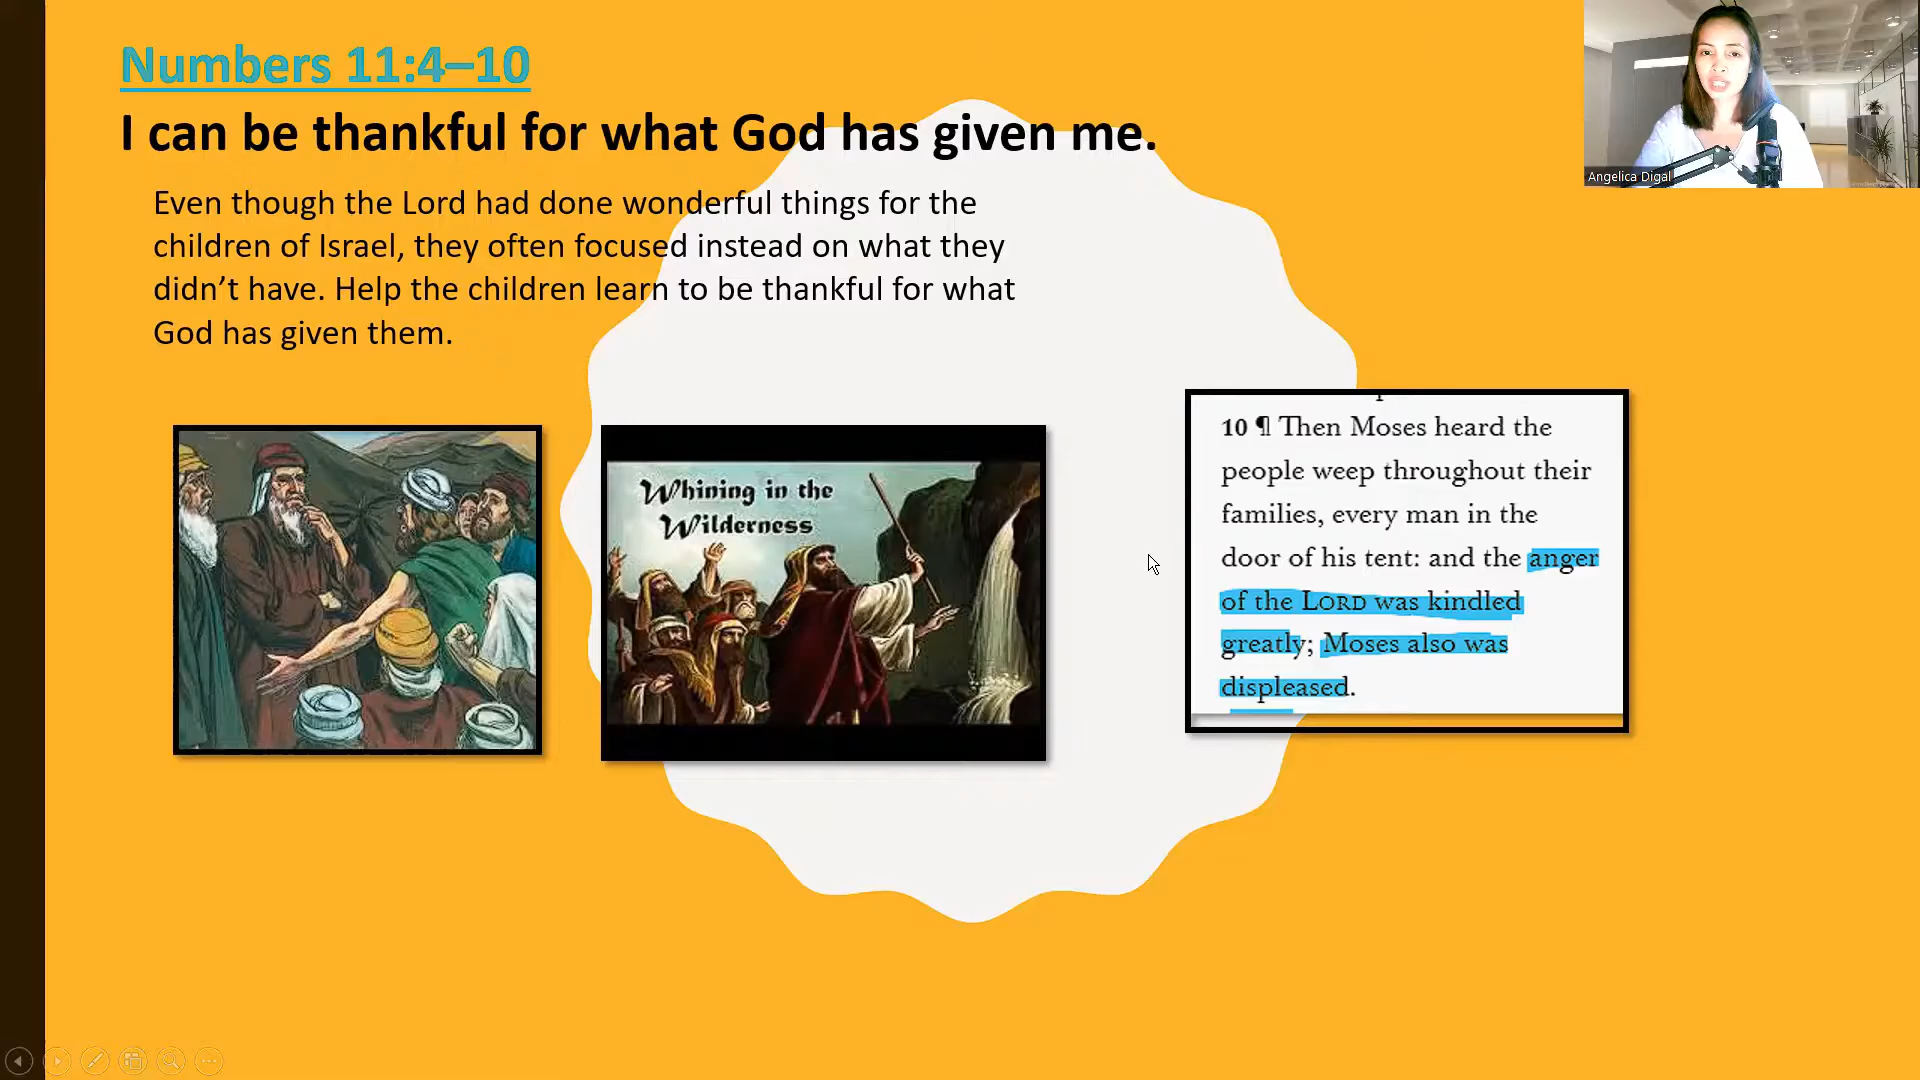 Numbers 11:4–10
I can be thankful for what God has given me.
Even though the Lord had done wonderful things for the
children of Israel, they often focused instead on what they
didn’t have. Help the children learn to be thankful for what
God has given them.
Whining in the
Wilderness
10 ¶ Then Moses heard the
people weep throughout their
families, every man in the
door of his tent: and the anger
of the LORD was kindled
greatly; Moses also was
displeased.
Angelica Digal